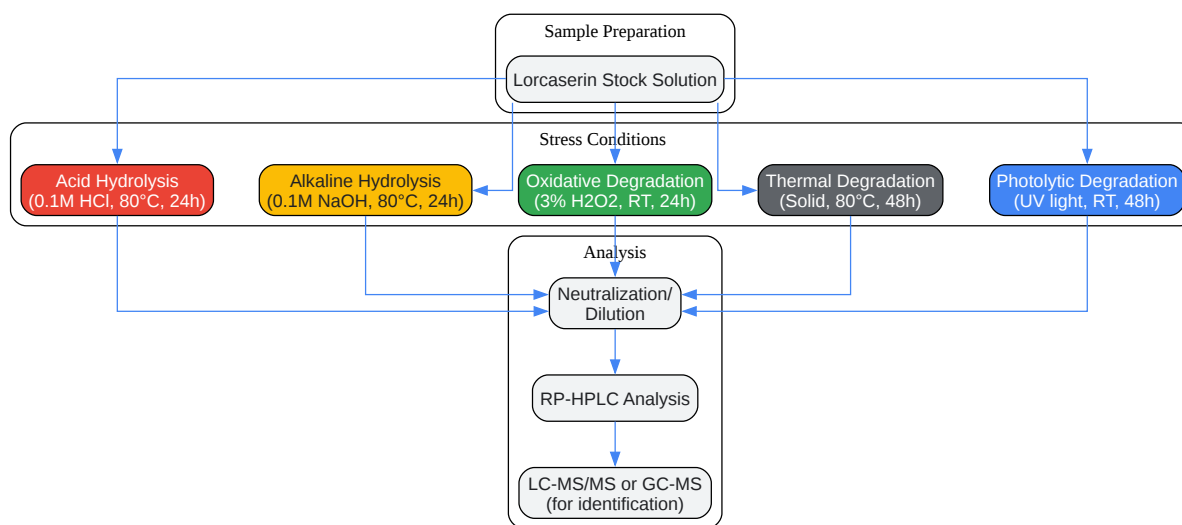 Sample Preparation
Lorcaserin Stock Solution
Stress Conditions
Acid Hydrolysis
(0.1M HCl, 80°C, 24h)
Alkaline Hydrolysis
(0.1M NaOH, 80°C, 24h)
Oxidative Degradation
(3% H2O2, RT, 24h)
Thermal Degradation
(Solid, 80°C, 48h)
Photolytic Degradation
(UV light, RT, 48h)
Analysis
Neutralization/
Dilution
RP-HPLC Analysis
LC-MS/MS or GC-MS
(for identification)